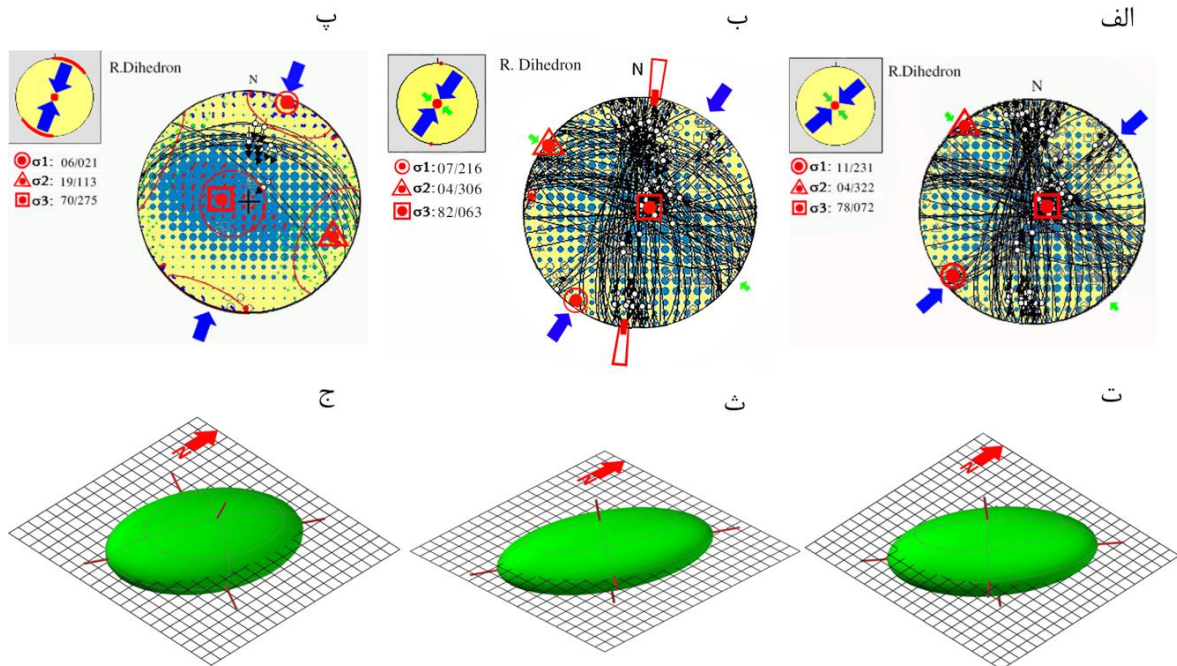 الف
ب
پ
R.Dihedron
N
σ1: 11/231
σ2: 04/322
σ3: 78/072
R. Dihedron
N
σ1: 07/216
σ2: 04/306
σ3: 82/063
R.Dihedron
N
σ1: 06/021
σ2: 19/113
σ3: 70/275
ت
ث
ج
N
N
N